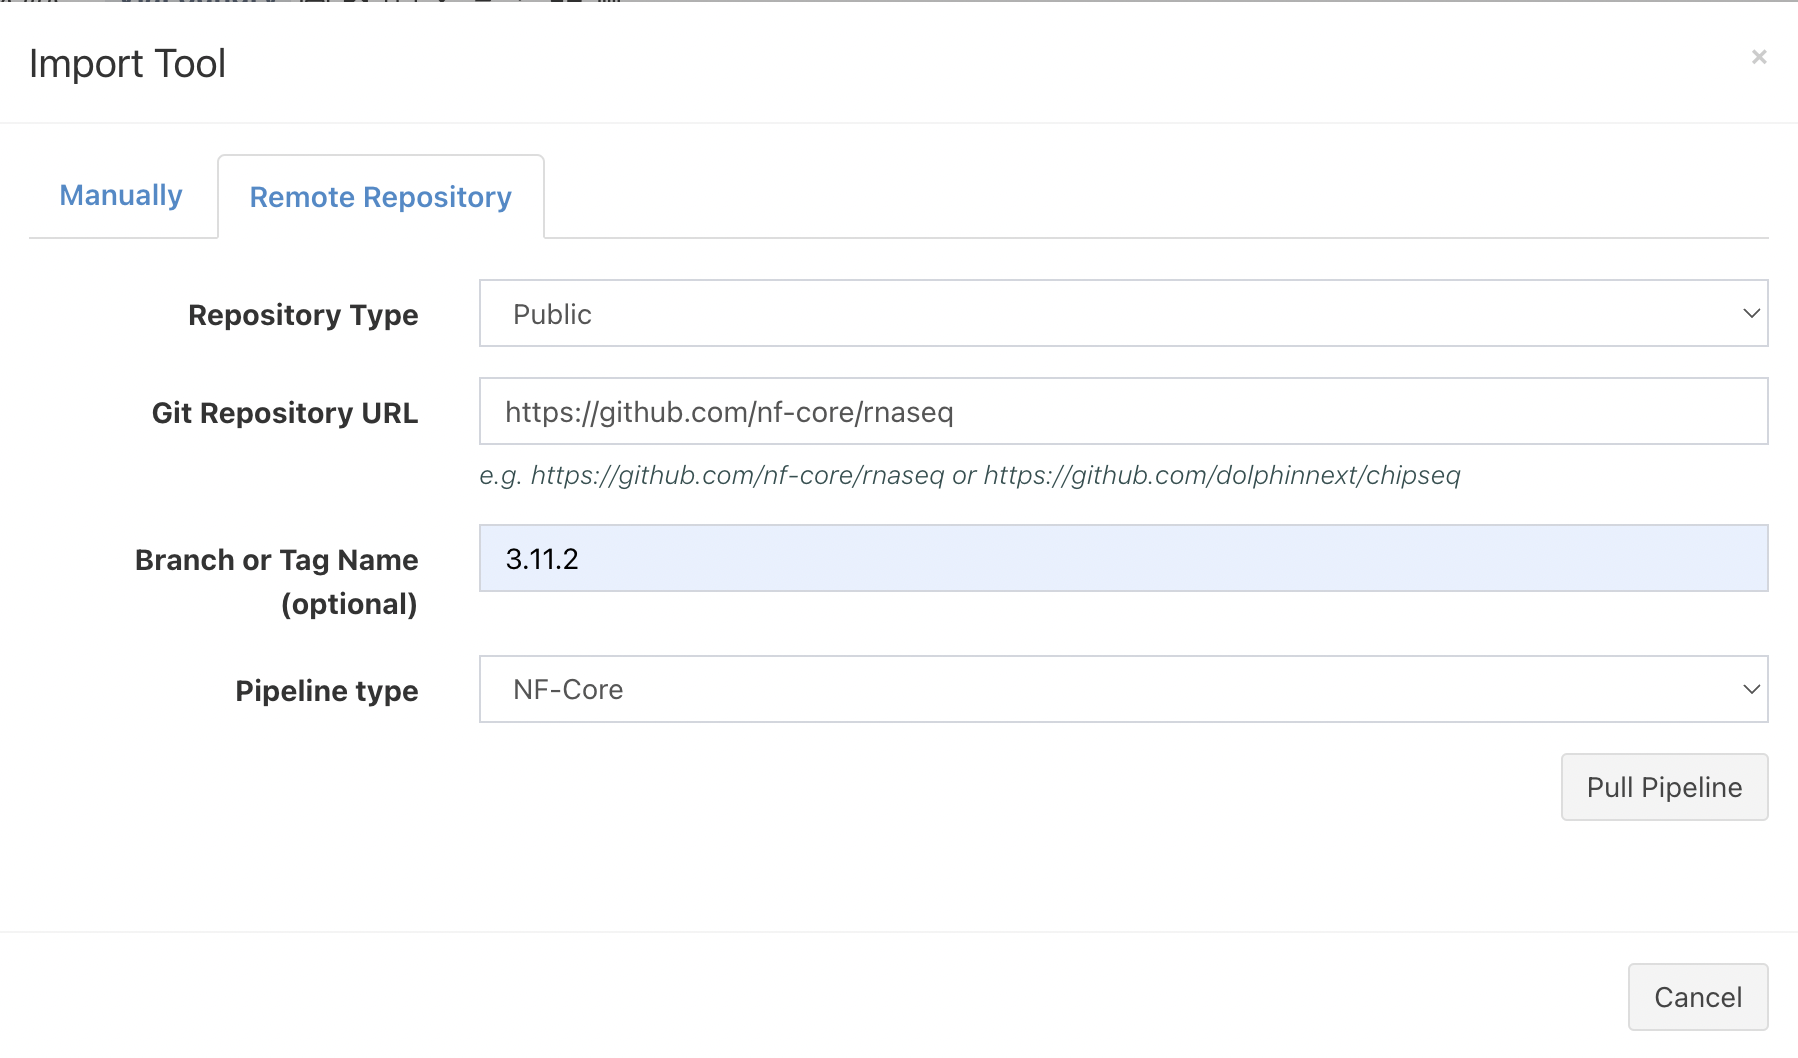 Import Tool
×
Manually
Remote Repository
Repository Type
Public
Git Repository URL
https://github.com/nf-core/rnaseq
e.g. https://github.com/nf-core/rnaseq or https://github.com/dolphinnext/chipseq
Branch or Tag Name
(optional)
3.11.2
Pipeline type
NF-Core
Pull Pipeline
Cancel